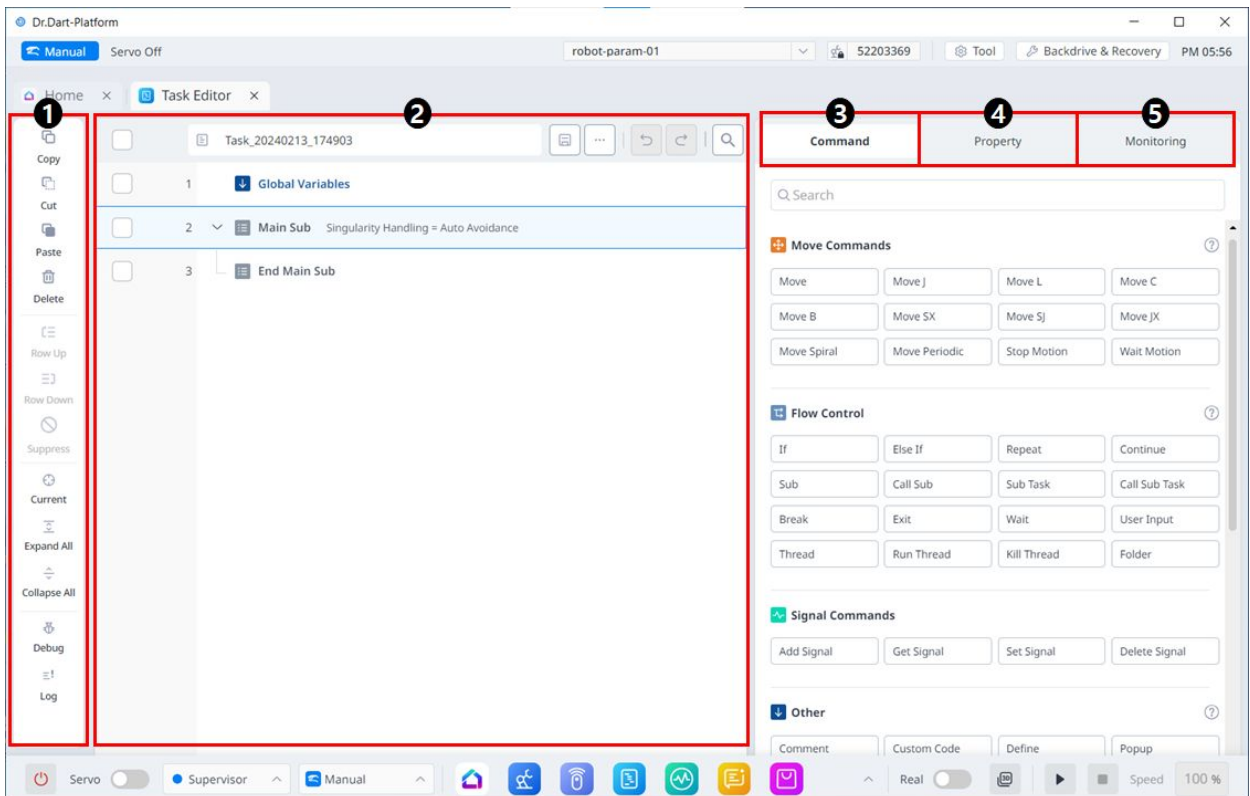 Dr.Dart-Platform
Manual Servo Off robot-param-01 52203369 Tool Backdrive & Recovery PM 05:56
Home Task Editor
1 2 3 4 5
Copy
Cut
Paste
Delete
Row Up
Row Down
Suppress
Current
Expand All
Collapse All
Debug
Log
Task_20240213_174903
1 Global Variables
2 Main Sub Singularity Handling = Auto Avoidance
3 End Main Sub
Command Property Monitoring
Search
Move Commands
Move Move J Move L Move C
Move B Move SX Move SJ Move JX
Move Spiral Move Periodic Stop Motion Wait Motion
Flow Control
If Else If Repeat Continue
Sub Call Sub Sub Task Call Sub Task
Break Exit Wait User Input
Thread Run Thread Kill Thread Folder
Signal Commands
Add Signal Get Signal Set Signal Delete Signal
Other
Comment Custom Code Define Popup
Servo Supervisor Manual Real 3D Speed 100 %